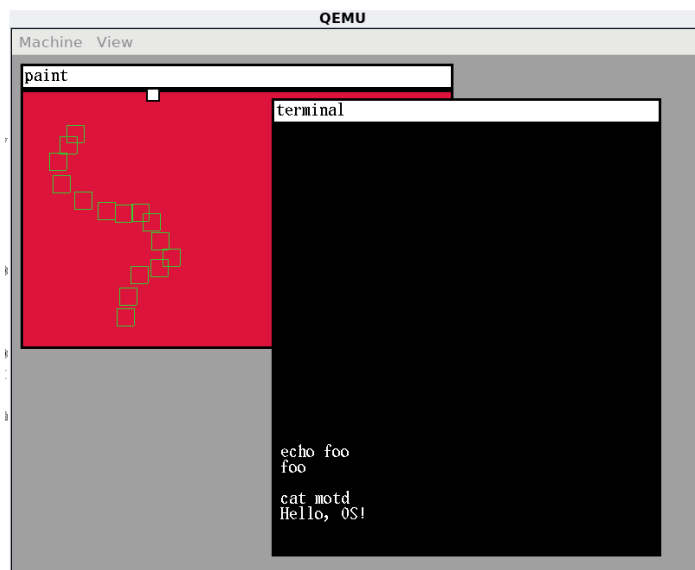 QEMU
Machine View
paint
terminal
echo foo
foo
cat motd
Hello, OS!